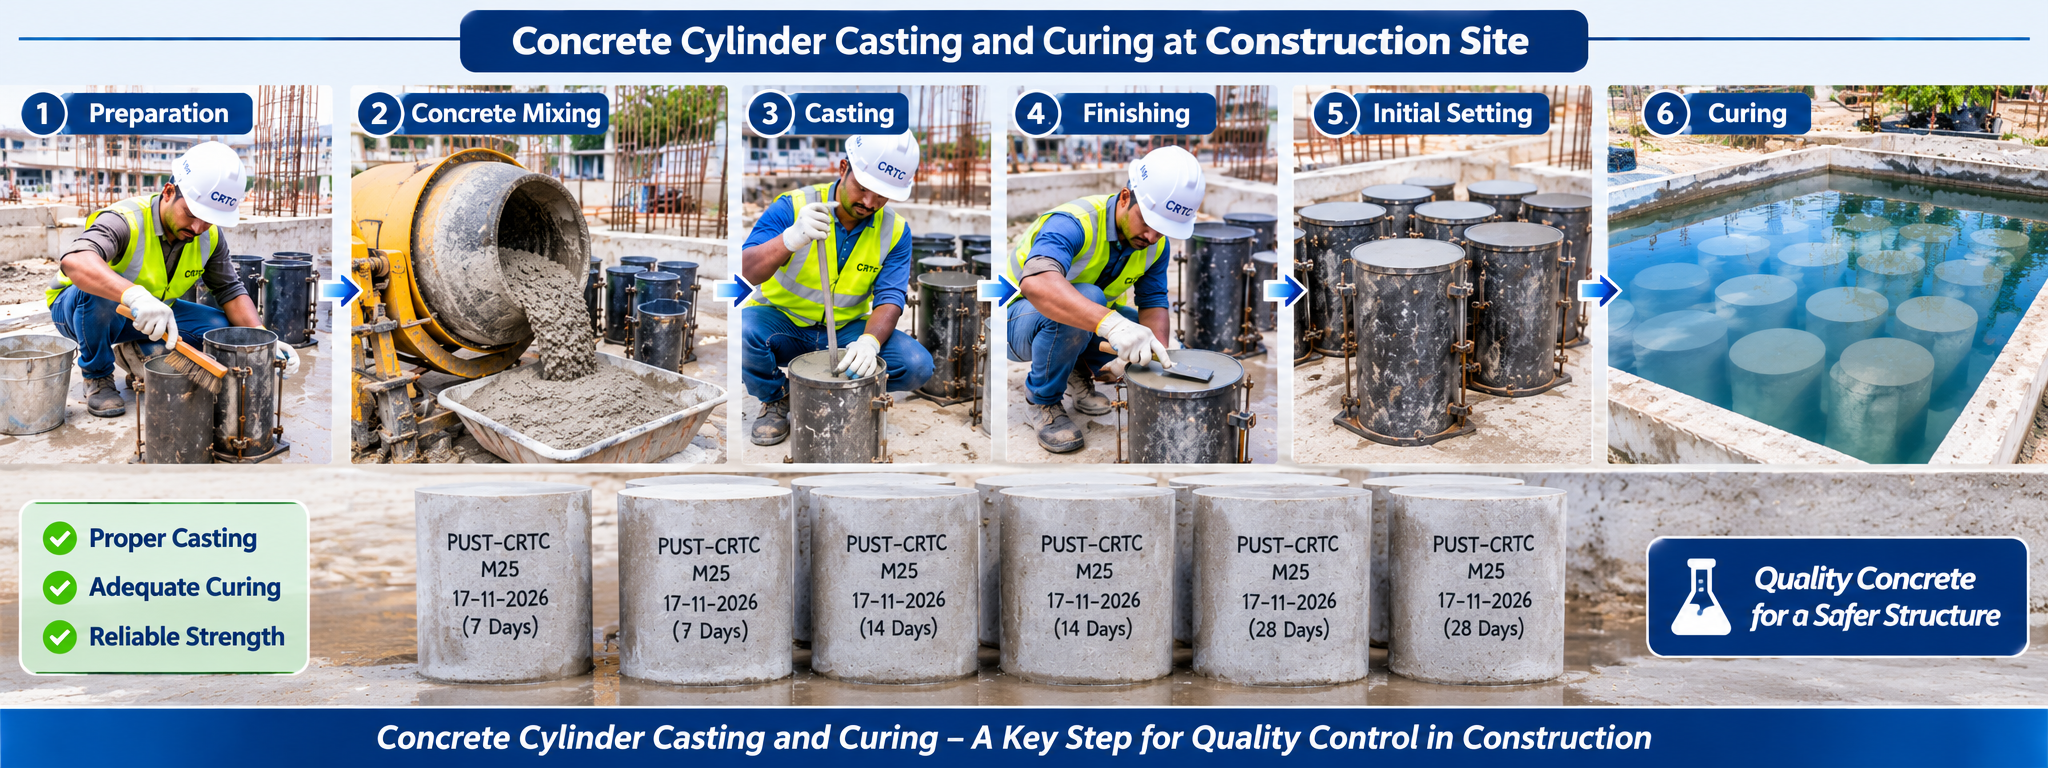 Concrete Cylinder Casting and Curing at Construction Site
1 Preparation
2 Concrete Mixing
3 Casting
4 Finishing
5 Initial Setting
6 Curing
CRTC
CRTC
CRTC
CRTC
CRTC
Proper Casting
Adequate Curing
Reliable Strength
PUST-CRTC
M25
17-11-2026
(7 Days)
PUST-CRTC
M25
17-11-2026
(7 Days)
PUST-CRTC
M25
17-11-2026
(14 Days)
PUST-CRTC
M25
17-11-2026
(14 Days)
PUST-CRTC
M25
17-11-2026
(28 Days)
PUST-CRTC
M25
17-11-2026
(28 Days)
Quality Concrete
for a Safer Structure
Concrete Cylinder Casting and Curing – A Key Step for Quality Control in Construction